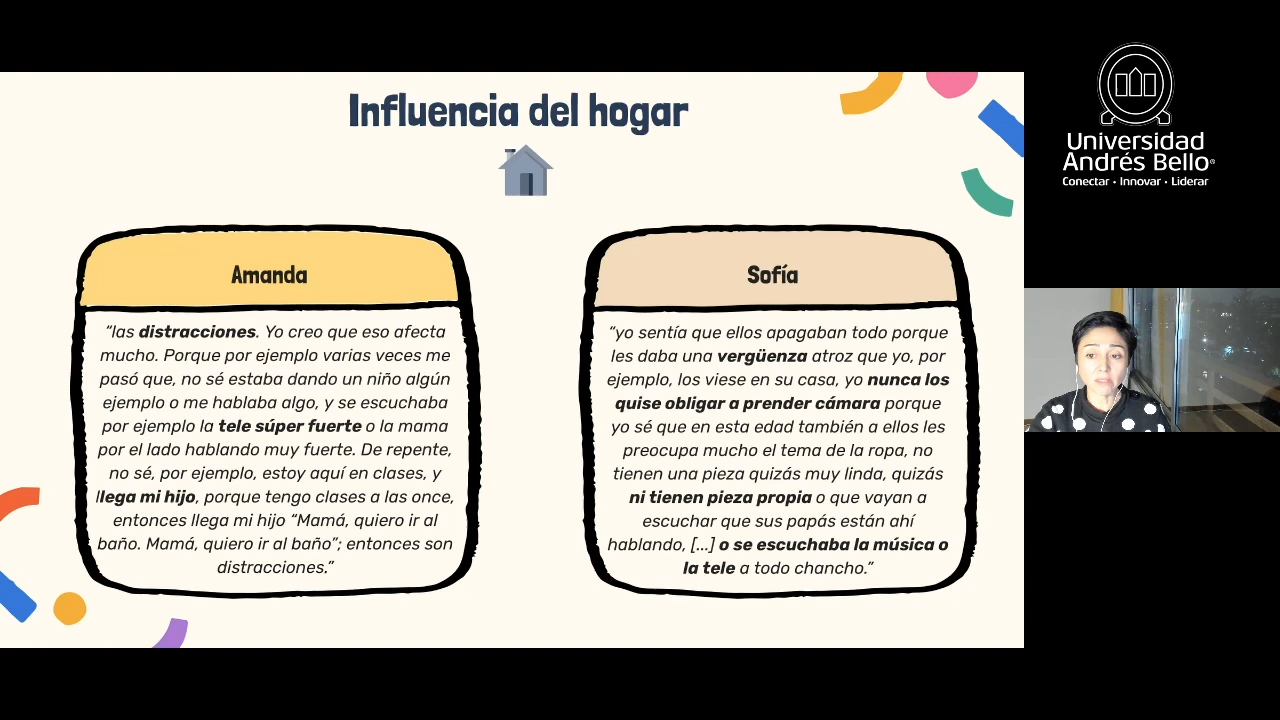 Influencia del hogar
Amanda
“las distracciones. Yo creo que eso afecta
mucho. Porque por ejemplo varias veces me
pasó que, no sé estaba dando un niño algún
ejemplo o me hablaba algo, y se escuchaba
por ejemplo la tele súper fuerte o la mama
por el lado hablando muy fuerte. De repente,
no sé, por ejemplo, estoy aquí en clases, y
llega mi hijo, porque tengo clases a las once,
entonces llega mi hijo “Mamá, quiero ir al
baño. Mamá, quiero ir al baño”; entonces son
distracciones.”
Sofía
“yo sentía que ellos apagaban todo porque
les daba una vergüenza atroz que yo, por
ejemplo, los viese en su casa, yo nunca los
quise obligar a prender cámara porque
yo sé que en esta edad también a ellos les
preocupa mucho el tema de la ropa, no
tienen una pieza quizás muy linda, quizás
ni tienen pieza propia o que vayan a
escuchar que sus papás están ahí
hablando, [...] o se escuchaba la música o
la tele a todo chancho.”
Universidad
Andrés Bello®
Conectar • Innovar • Liderar